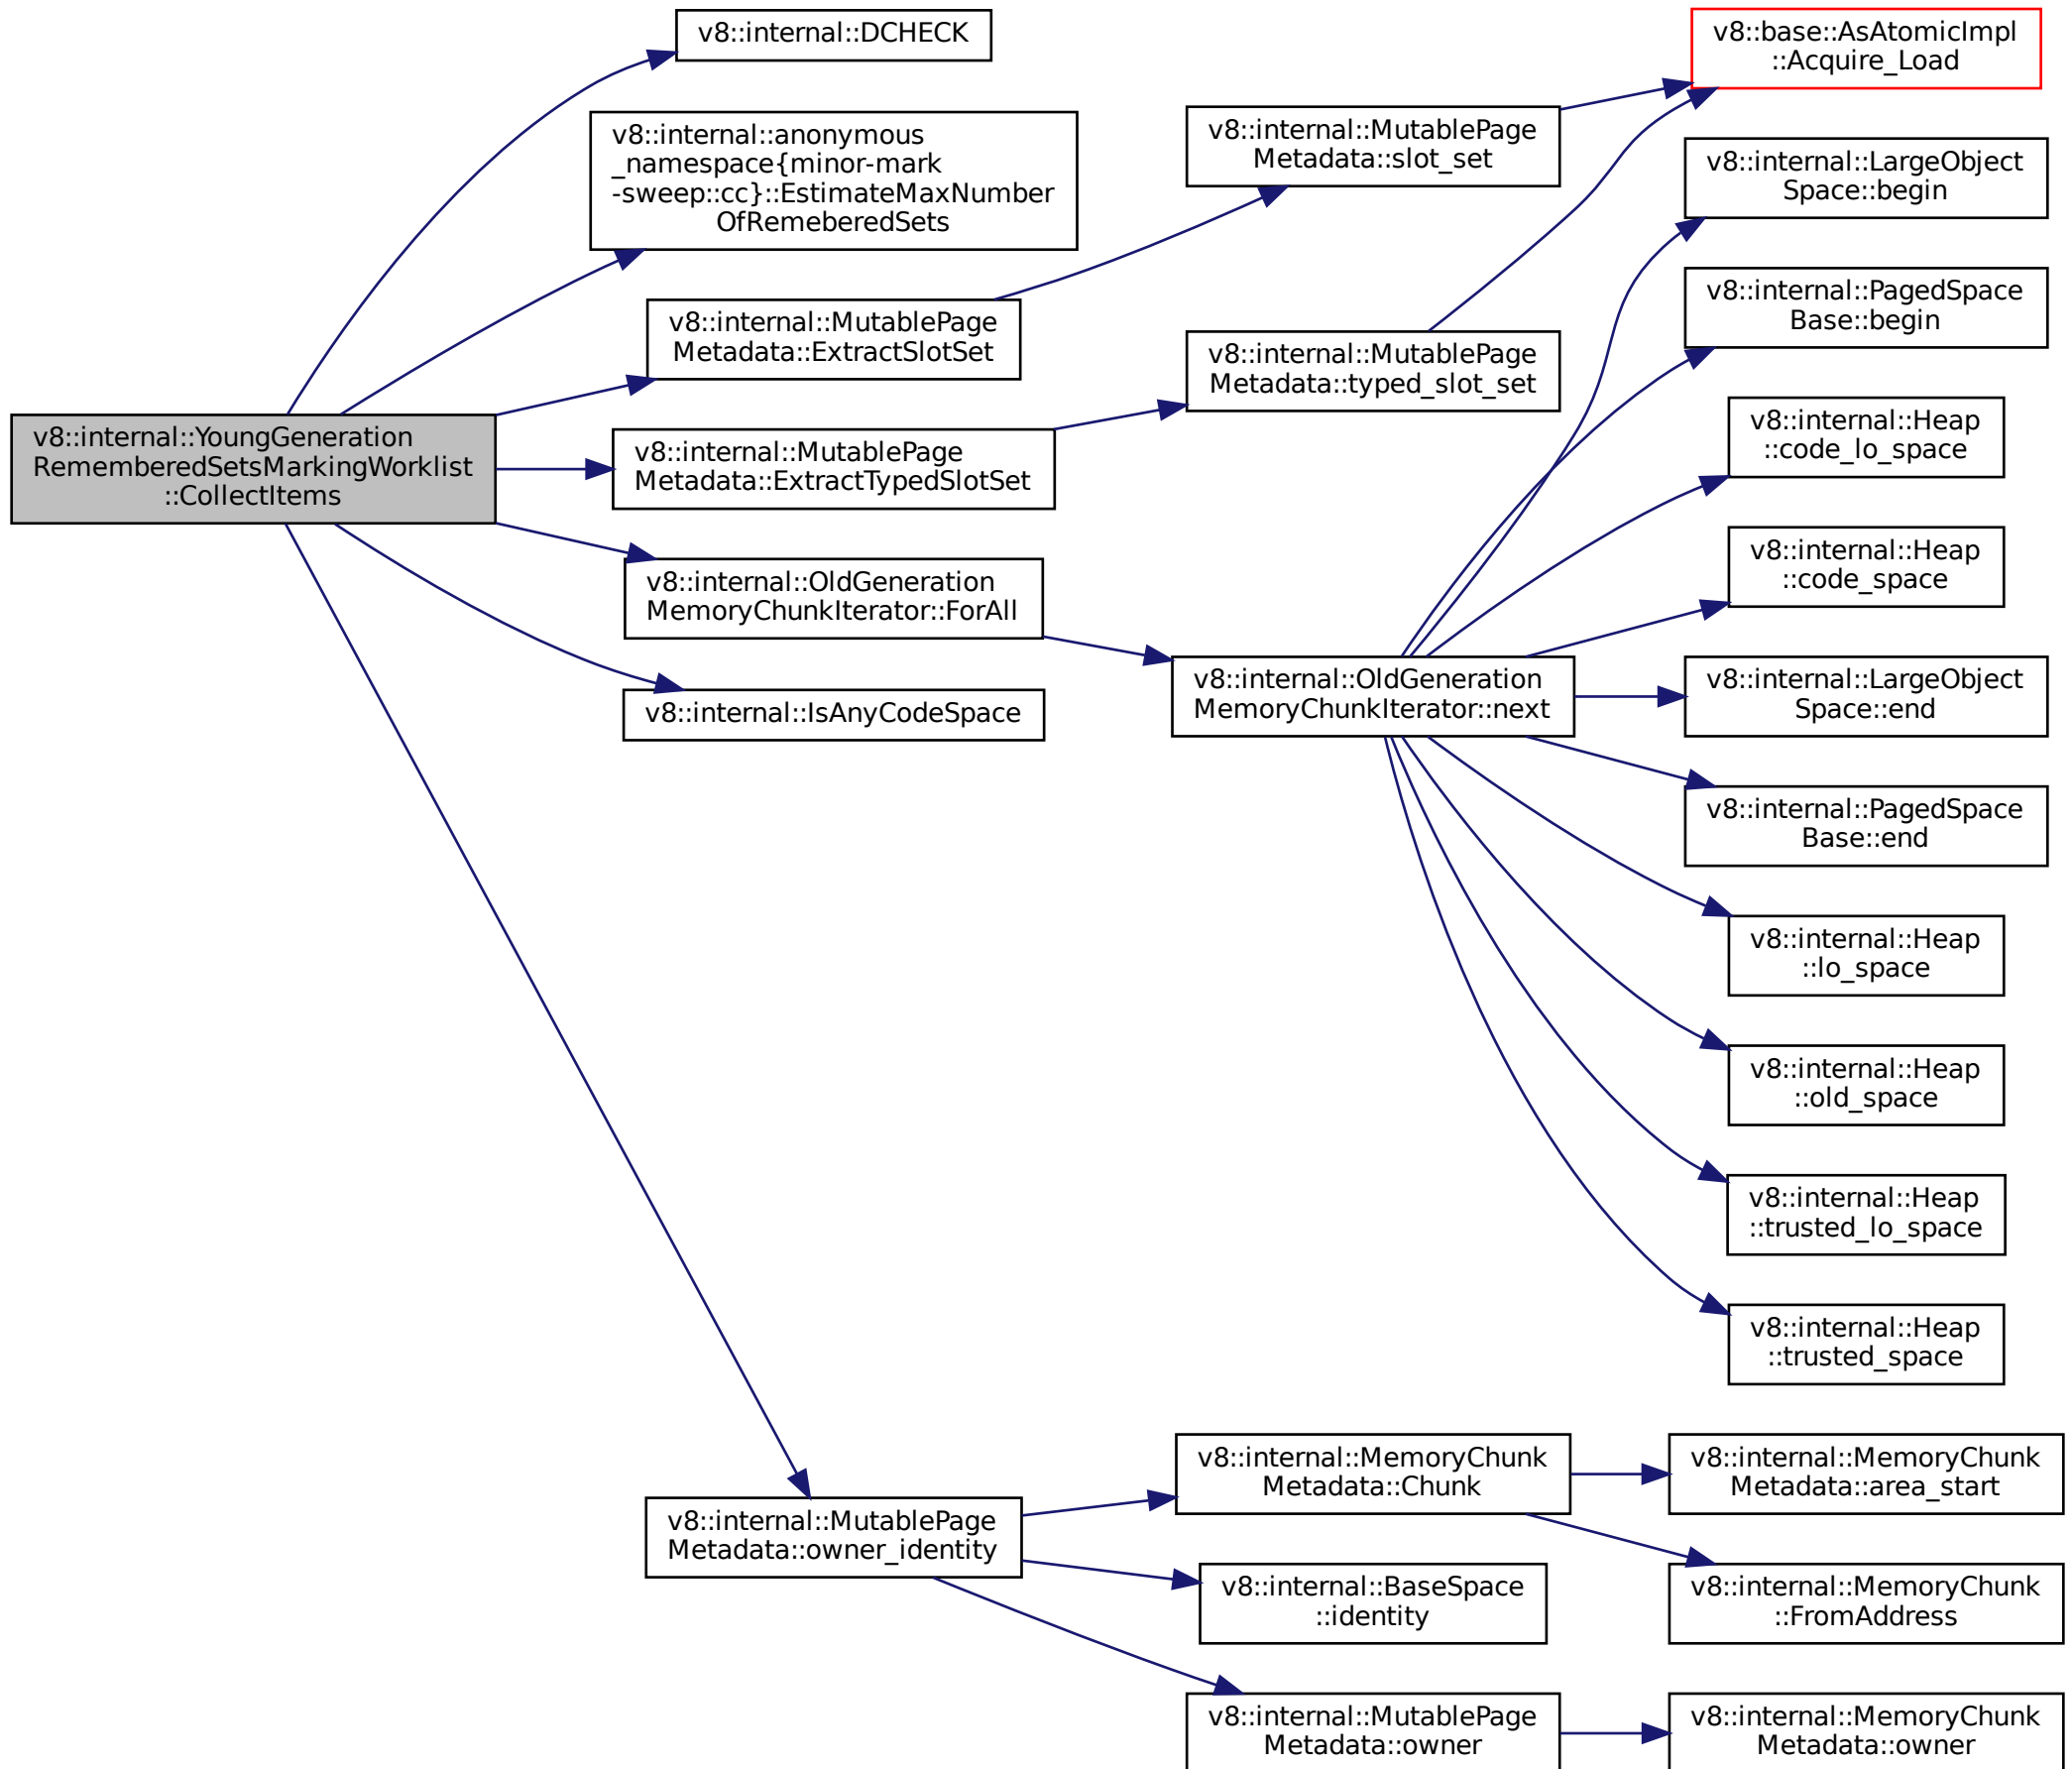 v8::internal::DCHECK
v8::internal::anonymous
_namespace{minor-mark
-sweep::cc}::EstimateMaxNumber
OfRemeberedSets
v8::internal::MutablePage
Metadata::ExtractSlotSet
v8::internal::YoungGeneration
RememberedSetsMarkingWorklist
::CollectItems
v8::internal::MutablePage
Metadata::ExtractTypedSlotSet
v8::internal::OldGeneration
MemoryChunkIterator::ForAll
v8::internal::IsAnyCodeSpace
v8::internal::MutablePage
Metadata::owner_identity
v8::internal::MutablePage
Metadata::slot_set
v8::internal::MutablePage
Metadata::typed_slot_set
v8::internal::OldGeneration
MemoryChunkIterator::next
v8::internal::MemoryChunk
Metadata::Chunk
v8::internal::BaseSpace
::identity
v8::internal::MutablePage
Metadata::owner
v8::base::AsAtomicImpl
::Acquire_Load
v8::internal::LargeObject
Space::begin
v8::internal::PagedSpace
Base::begin
v8::internal::Heap
::code_lo_space
v8::internal::Heap
::code_space
v8::internal::LargeObject
Space::end
v8::internal::PagedSpace
Base::end
v8::internal::Heap
::lo_space
v8::internal::Heap
::old_space
v8::internal::Heap
::trusted_lo_space
v8::internal::Heap
::trusted_space
v8::internal::MemoryChunk
Metadata::area_start
v8::internal::MemoryChunk
::FromAddress
v8::internal::MemoryChunk
Metadata::owner